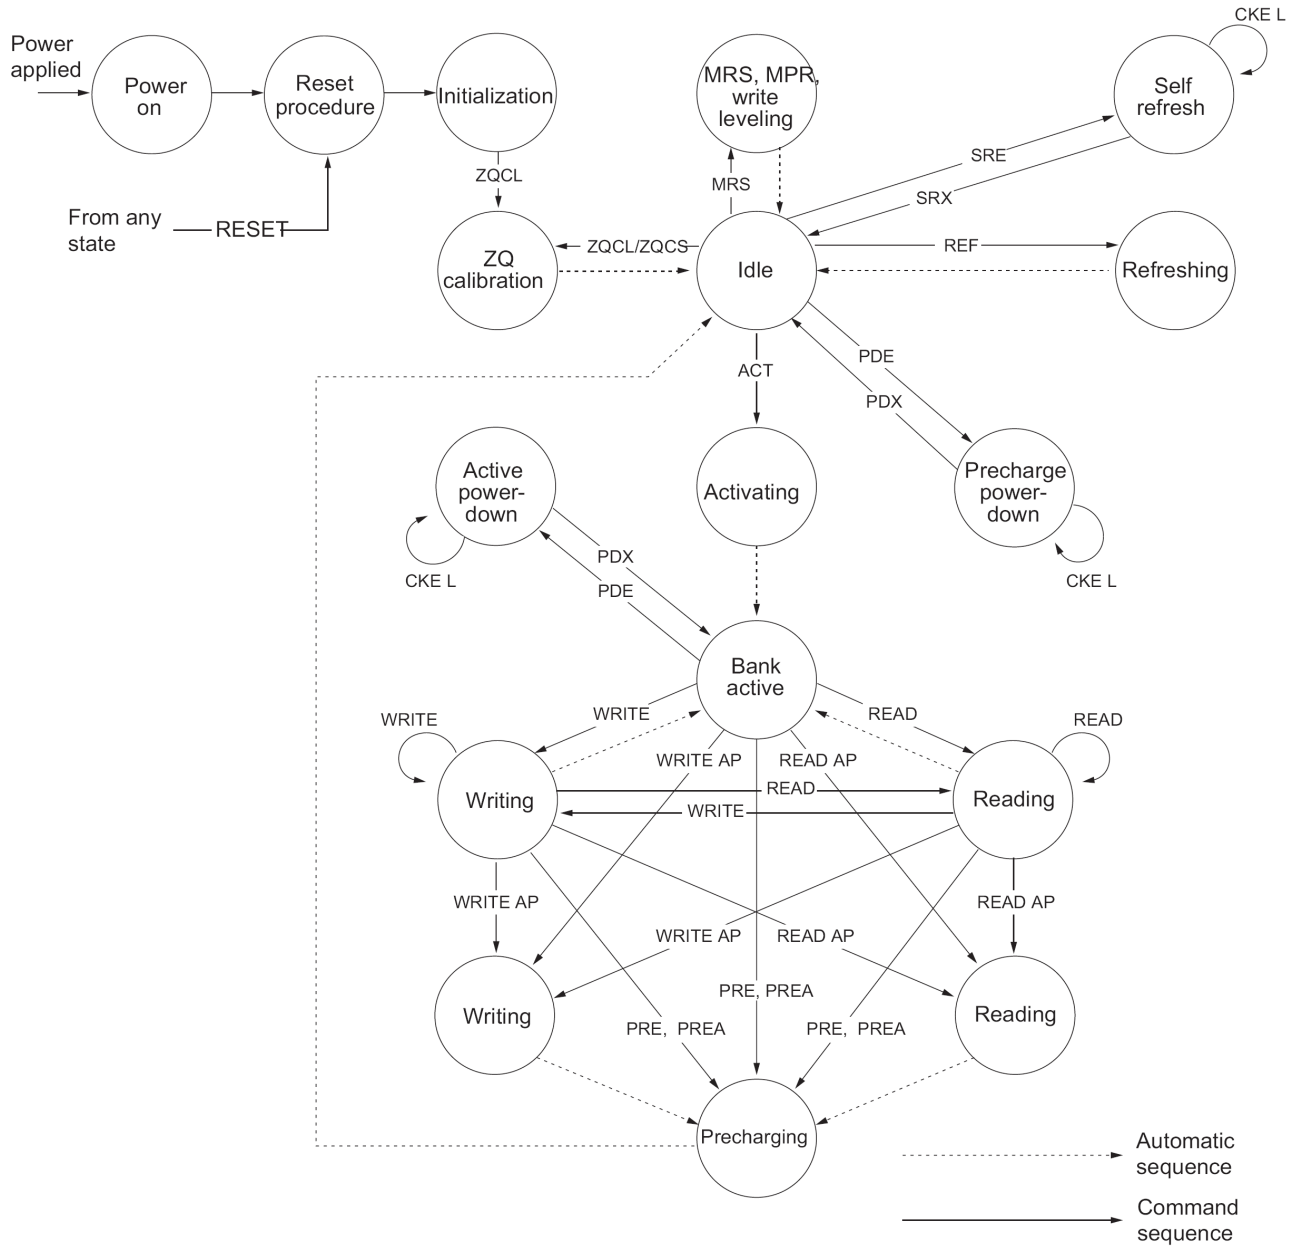 CKE L
Power
applied
Power
on
Reset
procedure
Initialization
MRS, MPR,
write
leveling
Self
refresh
ZQCL
MRS
SRE
SRX
From any
state
RESET
ZQ
calibration
ZQCL/ZQCS
Idle
REF
Refreshing
ACT
PDE
PDX
Active
power-
down
Activating
Precharge
power-
down
CKE L
PDX
PDE
CKE L
Bank
active
WRITE
WRITE
READ
READ
WRITE AP
READ AP
Writing
READ
WRITE
Reading
WRITE AP
READ AP
WRITE AP
READ AP
Writing
PRE, PREA
Reading
PRE, PREA
PRE, PREA
Precharging
Automatic
sequence
Command
sequence